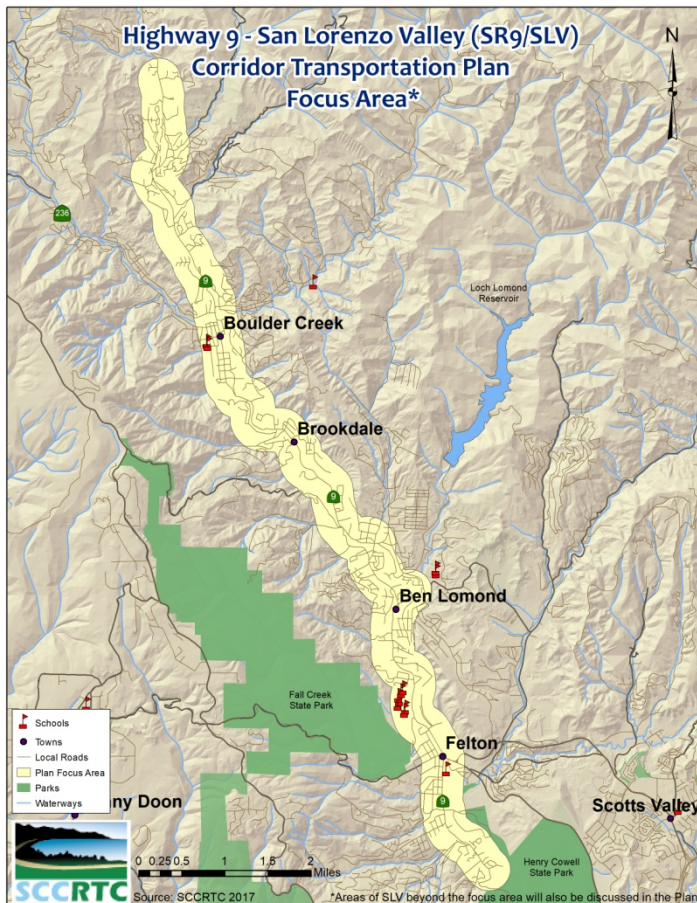 Highway 9 - San Lorenzo Valley (SR9/SLV)
Corridor Transportation Plan
Focus Area*
N
236
9
Loch Lomond
Reservoir
Boulder Creek
Brookdale
9
Ben Lomond
Fall Creek
State Park
Felton
9
Scotts Valley
Henry Cowell
State Park
Schools
Towns
Local Roads
Plan Focus Area
Parks
Waterways
ny Doon
SCCRTC
0 0.25 0.5 1 1.5 2
Miles
Source: SCCRTC 2017
*Areas of SLV beyond the focus area will also be discussed in the Plan